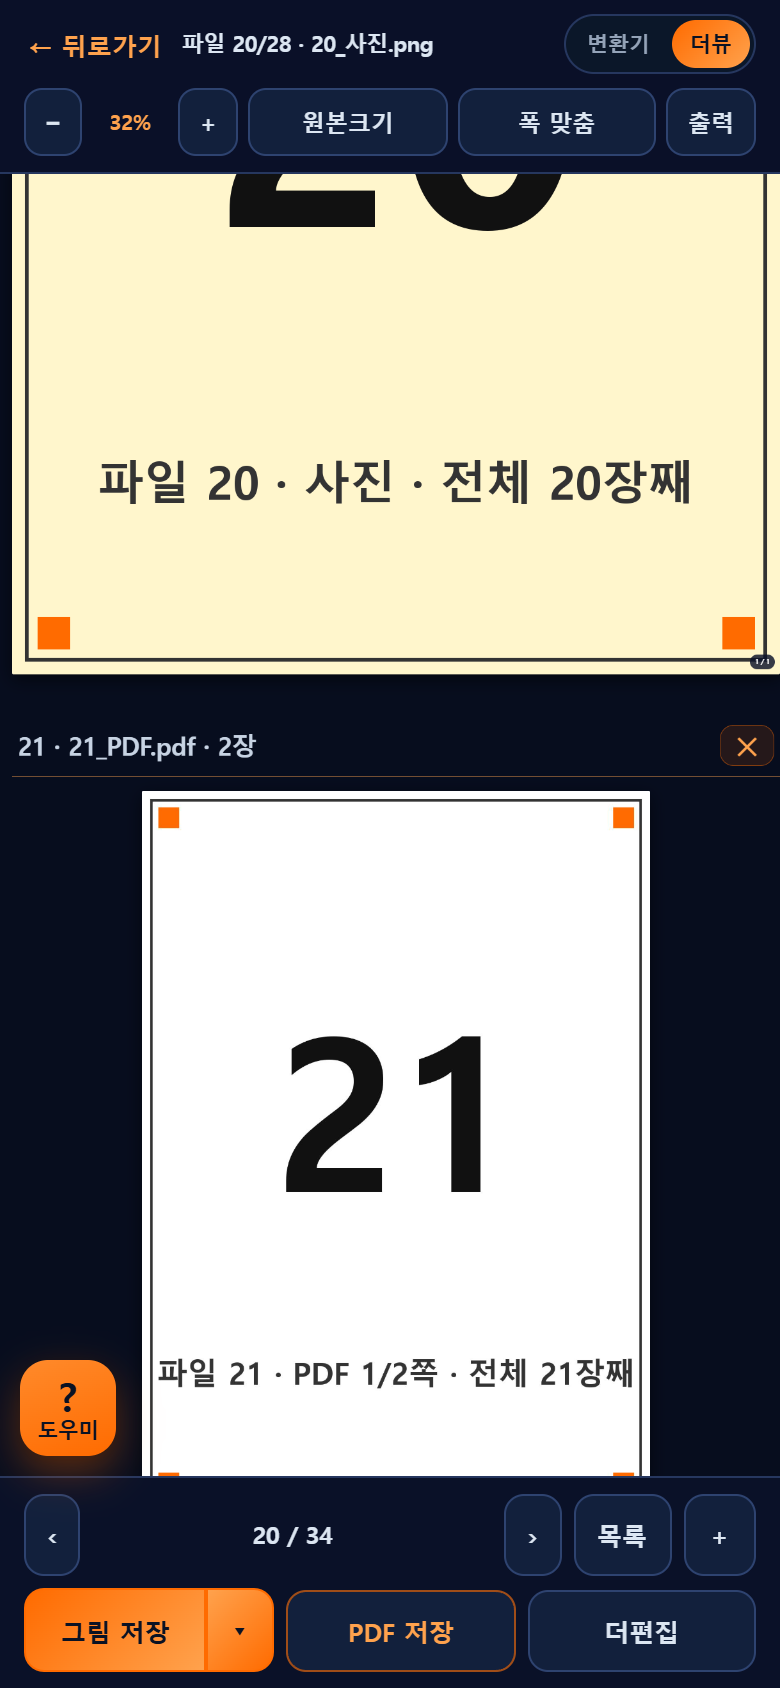 ← 뒤로가기 파일 20/28 · 20_사진.png 변환기 더뷰
− 32% + 원본크기 폭 맞춤 출력
20
파일 20 · 사진 · 전체 20장째
1/1
21 · 21_PDF.pdf · 2장 ×
21
파일 21 · PDF 1/2쪽 · 전체 21장째
?
도우미
‹ 20 / 34 › 목록 +
그림 저장 ▾ PDF 저장 더편집